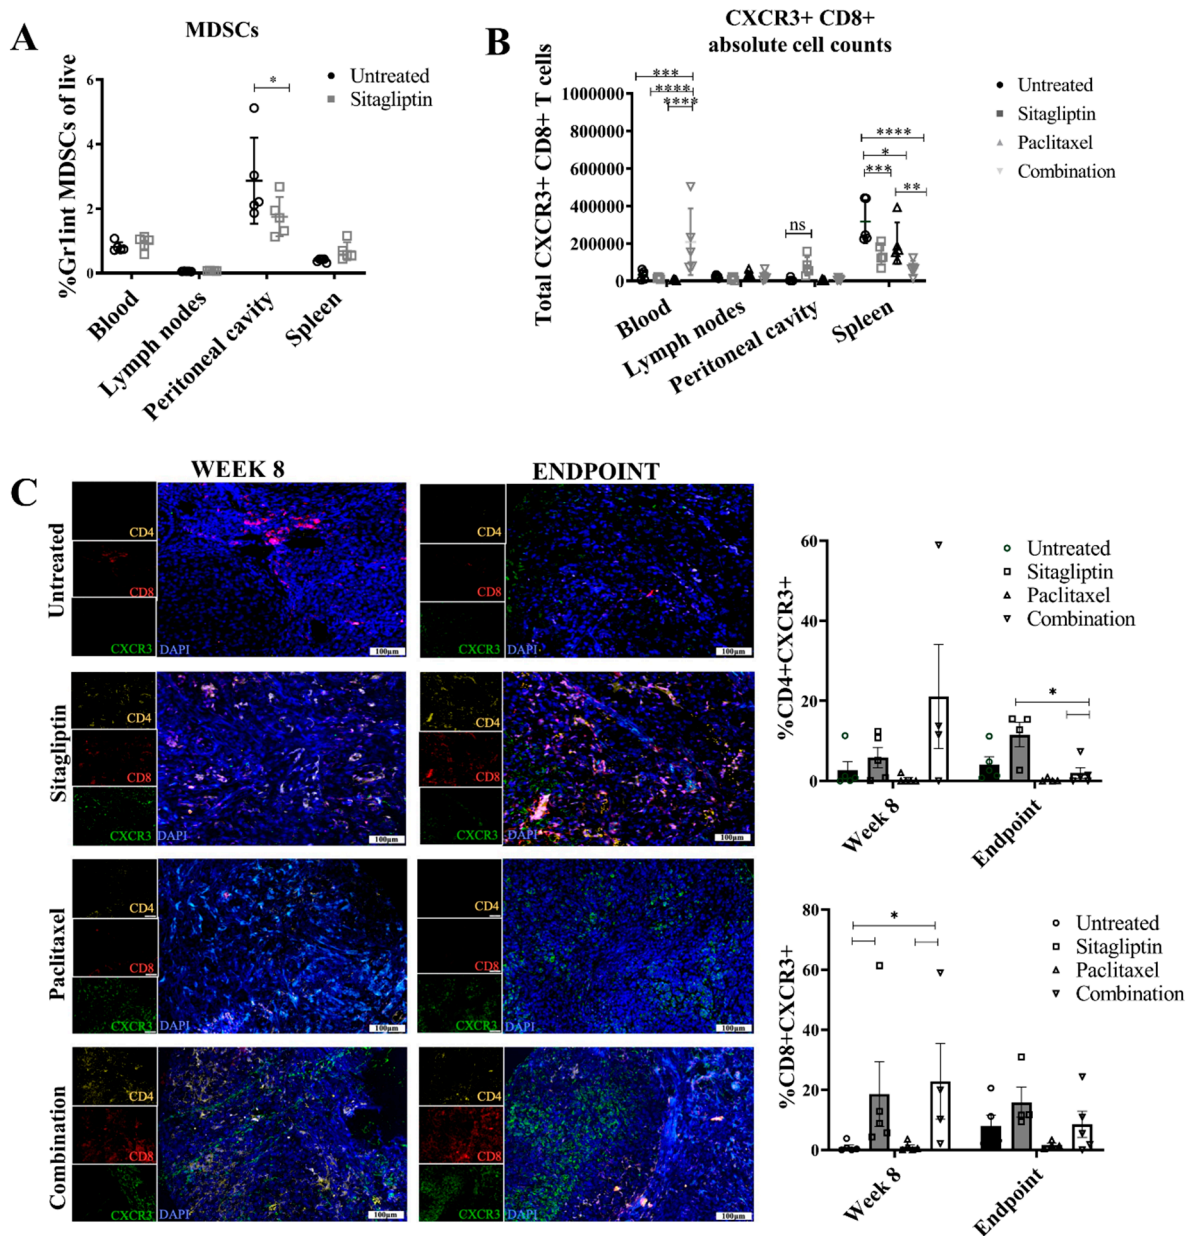 A
MDSCs
%Gr1int MDSCs of live
6
4
2
0
*
Untreated
Sitagliptin
Blood
Lymph nodes
Peritoneal cavity
Spleen
B
CXCR3+ CD8+
absolute cell counts
Total CXCR3+ CD8+ T cells
1000000
800000
600000
400000
200000
0
***
****
****
ns
****
*
***
**
Untreated
Sitagliptin
Paclitaxel
Combination
Blood
Lymph nodes
Peritoneal cavity
Spleen
C
WEEK 8
ENDPOINT
Untreated
CD4
CD8
CXCR3
DAPI
100µm
CD4
CD8
CXCR3
DAPI
100µm
Sitagliptin
CD4
CD8
CXCR3
DAPI
100µm
CD4
CD8
CXCR3
DAPI
100µm
Paclitaxel
CD4
CD8
CXCR3
DAPI
100µm
CD4
CD8
CXCR3
DAPI
100µm
Combination
CD4
CD8
CXCR3
DAPI
100µm
CD4
CD8
CXCR3
DAPI
100µm
%CD4+CXCR3+
60
40
20
0
*
Untreated
Sitagliptin
Paclitaxel
Combination
Week 8
Endpoint
%CD8+CXCR3+
80
60
40
20
0
*
Untreated
Sitagliptin
Paclitaxel
Combination
Week 8
Endpoint